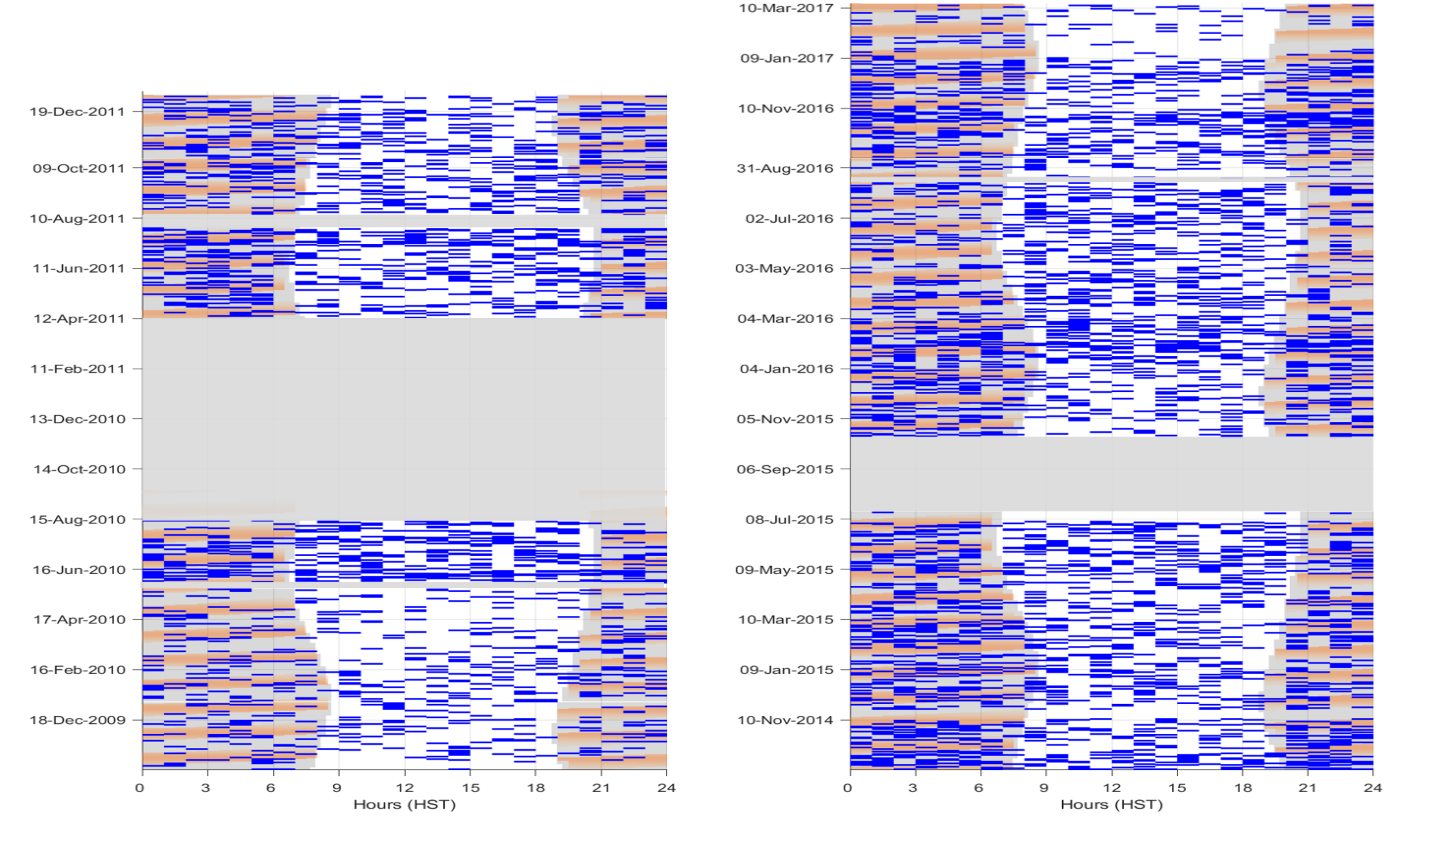 19-Dec-2011
09-Oct-2011
10-Aug-2011
11-Jun-2011
12-Apr-2011
11-Feb-2011
13-Dec-2010
14-Oct-2010
15-Aug-2010
16-Jun-2010
17-Apr-2010
16-Feb-2010
18-Dec-2009
0 3 6 9 12 15 18 21 24
Hours (HST)
10-Mar-2017
09-Jan-2017
10-Nov-2016
31-Aug-2016
02-Jul-2016
03-May-2016
04-Mar-2016
04-Jan-2016
05-Nov-2015
06-Sep-2015
08-Jul-2015
09-May-2015
10-Mar-2015
09-Jan-2015
10-Nov-2014
0 3 6 9 12 15 18 21 24
Hours (HST)